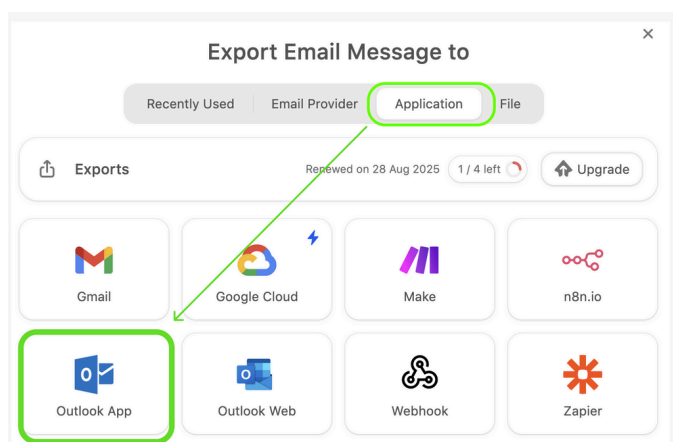 Export Email Message to
Recently Used Email Provider Application File
Exports Renewed on 28 Aug 2025 1 / 4 left Upgrade
Gmail Google Cloud Make n8n.io
Outlook App Outlook Web Webhook Zapier